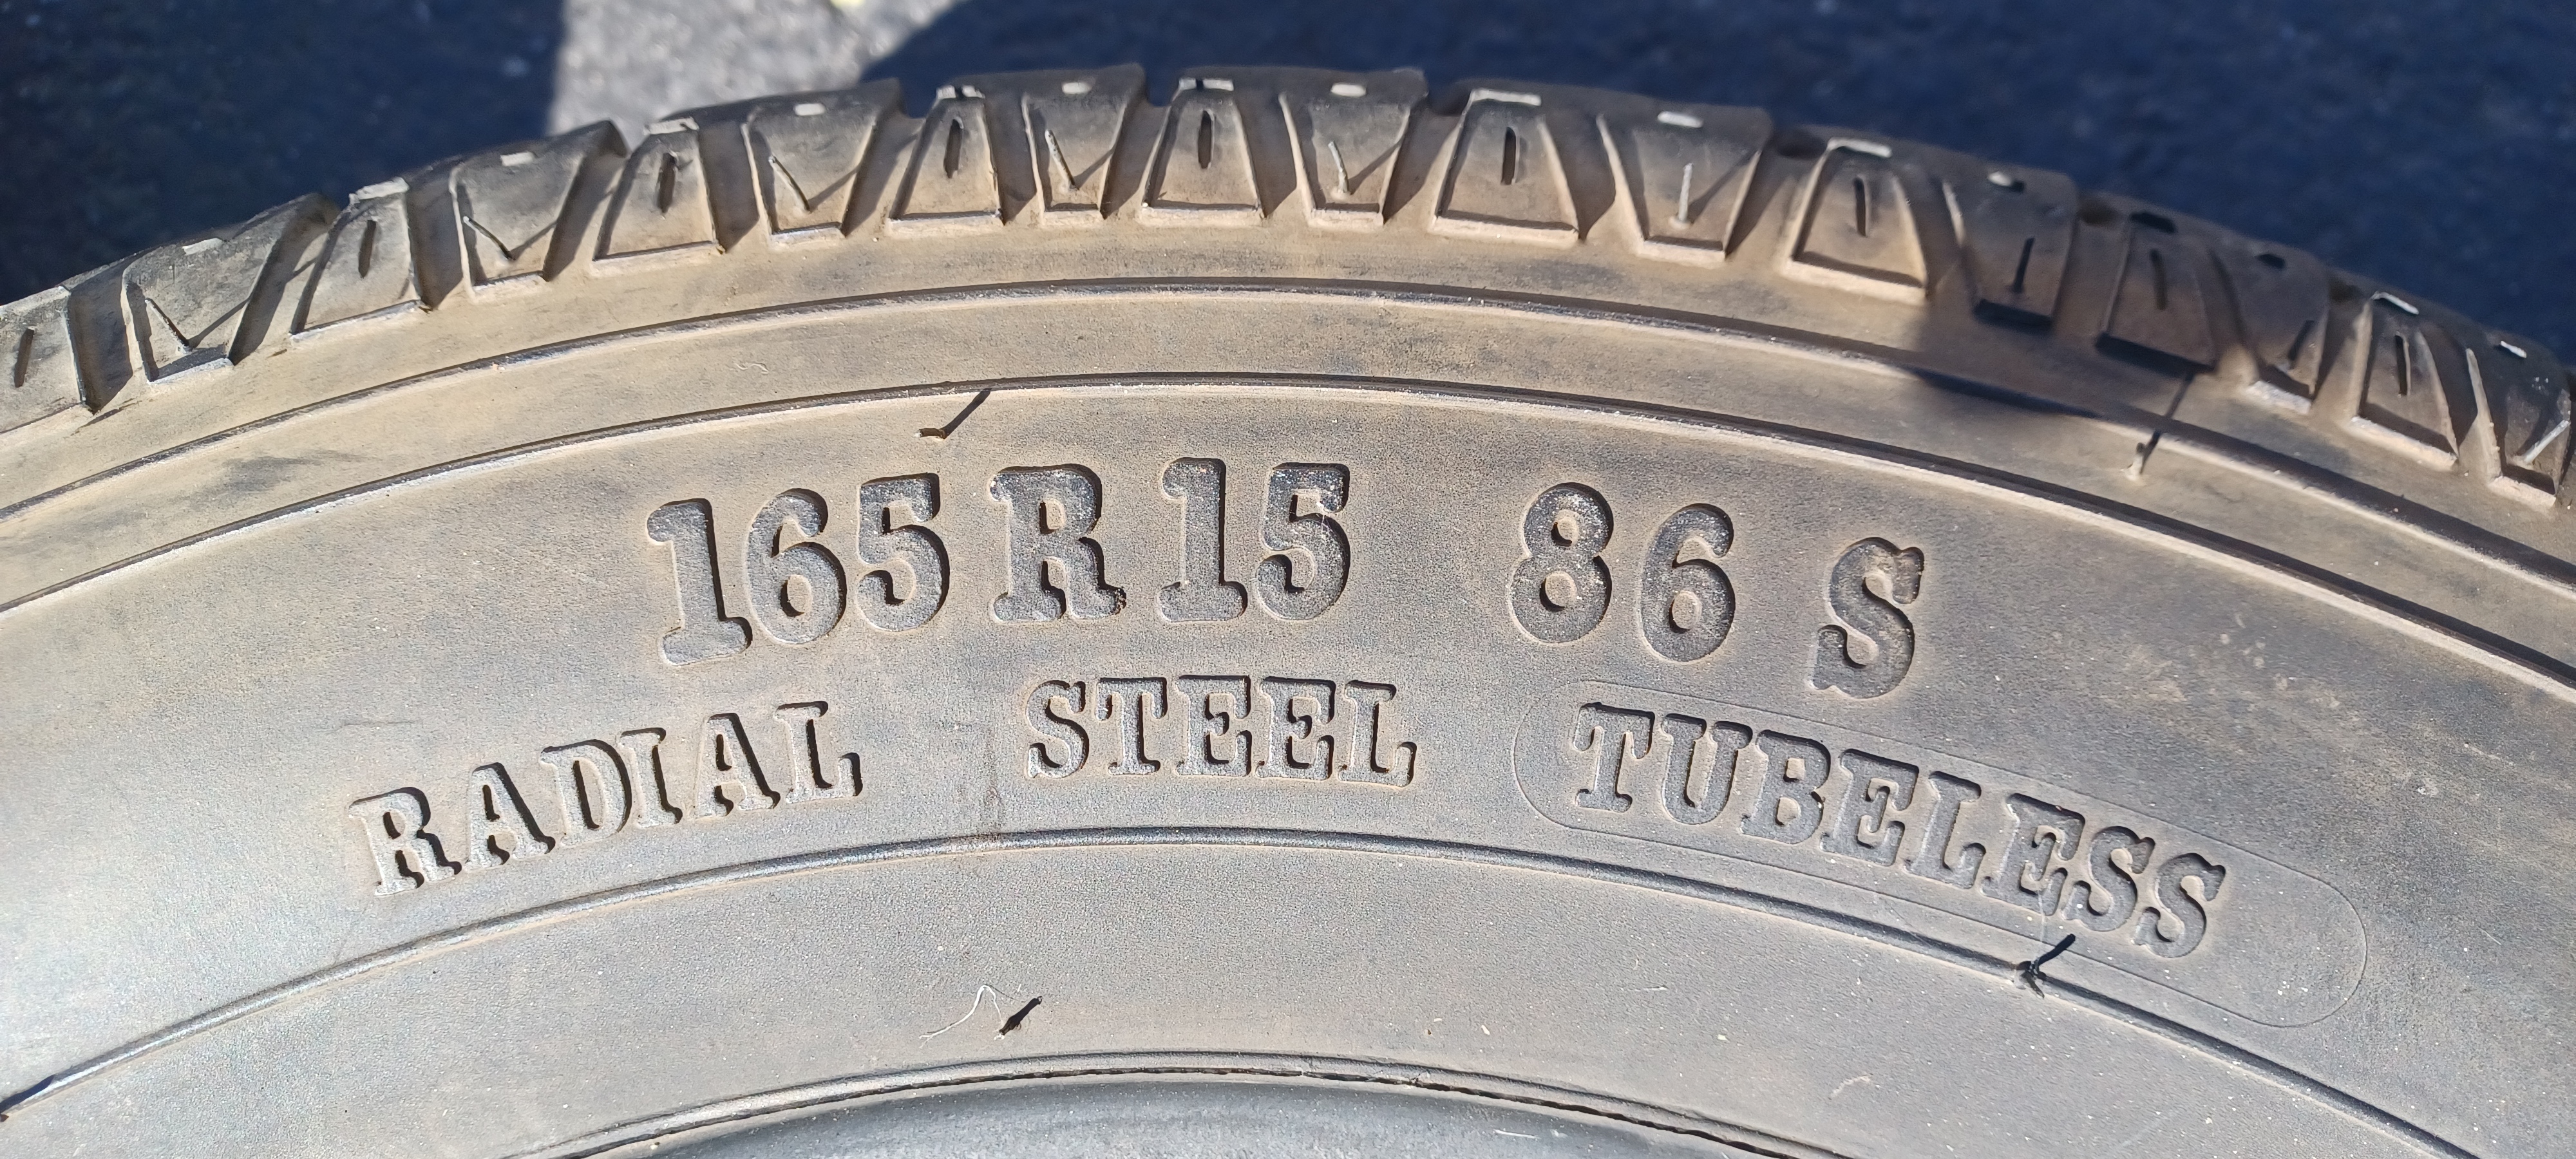 165 R 15 86 S
RADIAL STEEL TUBELESS